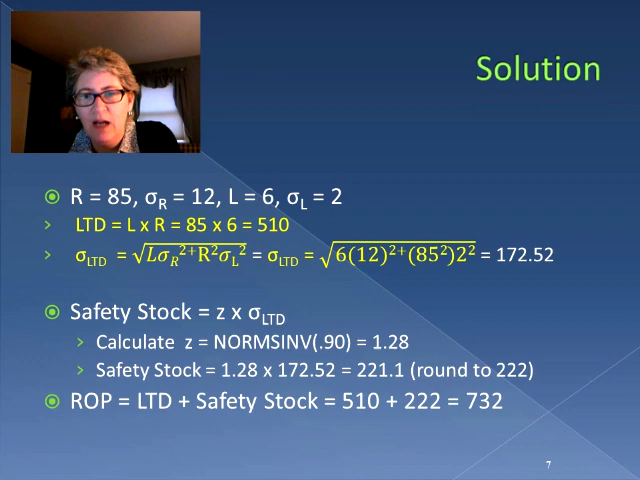 Solution
R = 85, σR = 12, L = 6, σL = 2
LTD = L x R = 85 x 6 = 510
σLTD = √(Lσ_R²⁺R²σL²) = σLTD = √(6(12)²⁺(85²)2²) = 172.52
Safety Stock = z x σLTD
Calculate z = NORMSINV(.90) = 1.28
Safety Stock = 1.28 x 172.52 = 221.1 (round to 222)
ROP = LTD + Safety Stock = 510 + 222 = 732
7